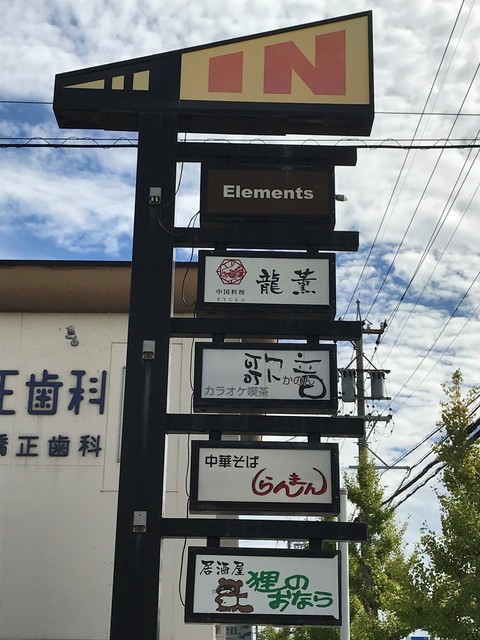 IN
Elements
中国料理
RYUKA
龍薫
歌音
かのん
カラオケ喫茶
中華そば
らんまん
居酒屋
狸の
おなら
正歯科
矯正歯科